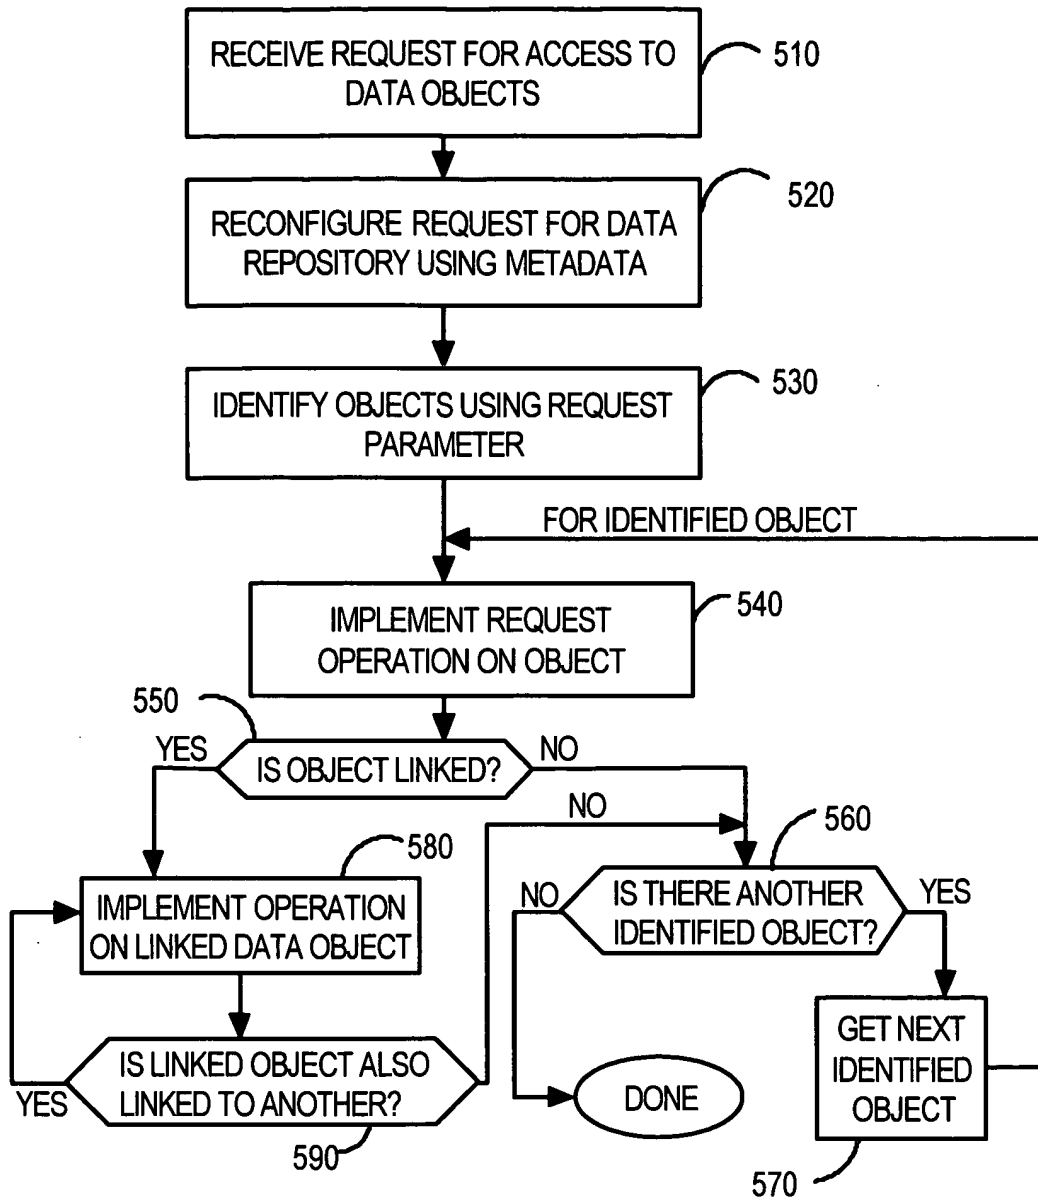 RECEIVE REQUEST FOR ACCESS TO
DATA OBJECTS
510
RECONFIGURE REQUEST FOR DATA
REPOSITORY USING METADATA
520
IDENTIFY OBJECTS USING REQUEST
PARAMETER
530
FOR IDENTIFIED OBJECT
IMPLEMENT REQUEST
OPERATION ON OBJECT
540
550
YES
IS OBJECT LINKED?
NO
NO
560
580
IMPLEMENT OPERATION
ON LINKED DATA OBJECT
NO
IS THERE ANOTHER
IDENTIFIED OBJECT?
YES
GET NEXT
IDENTIFIED
OBJECT
570
IS LINKED OBJECT ALSO
LINKED TO ANOTHER?
YES
590
DONE